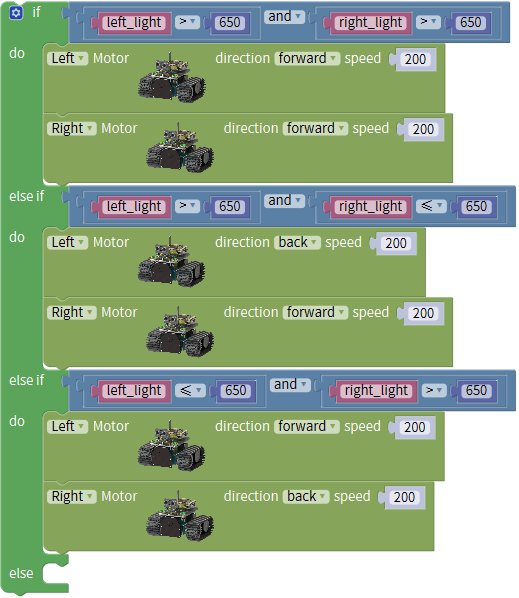 if left_light > 650 and right_light > 650
do Left Motor direction forward speed 200
Right Motor direction forward speed 200
else if left_light > 650 and right_light ≤ 650
do Left Motor direction back speed 200
Right Motor direction forward speed 200
else if left_light ≤ 650 and right_light > 650
do Left Motor direction forward speed 200
Right Motor direction back speed 200
else